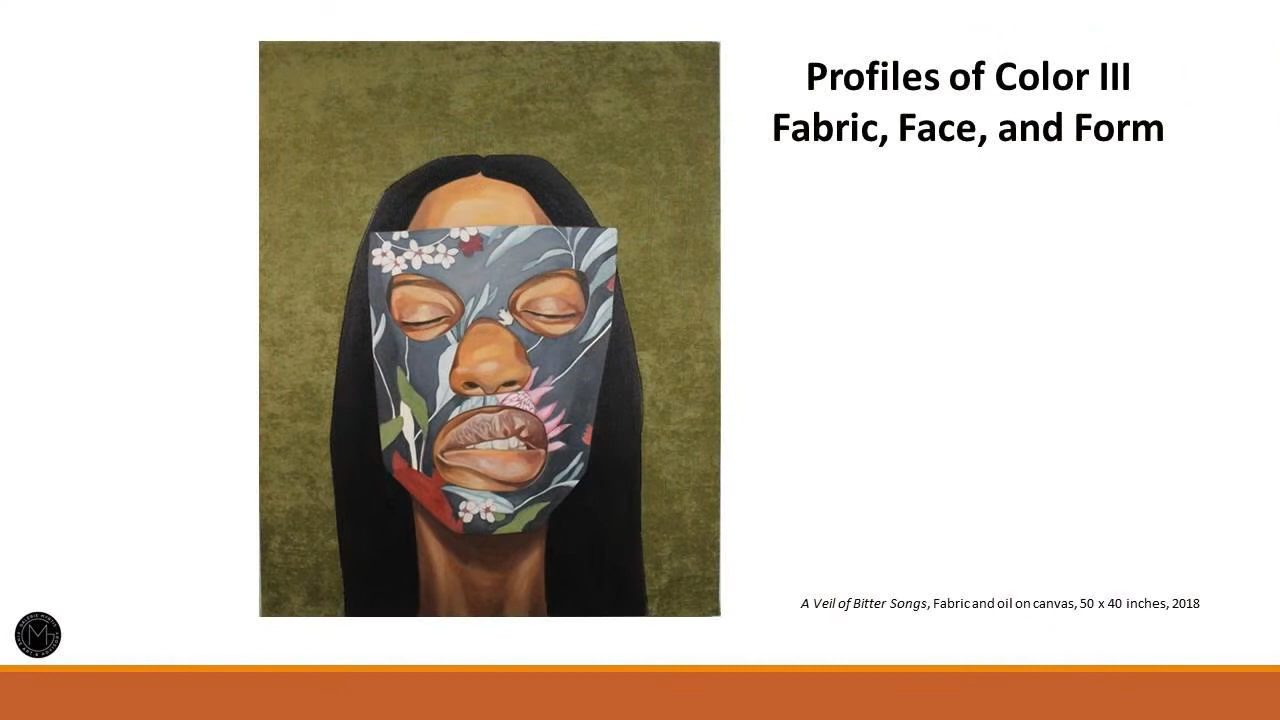 Profiles of Color III
Fabric, Face, and Form
A Veil of Bitter Songs, Fabric and oil on canvas, 50 x 40 inches, 2018